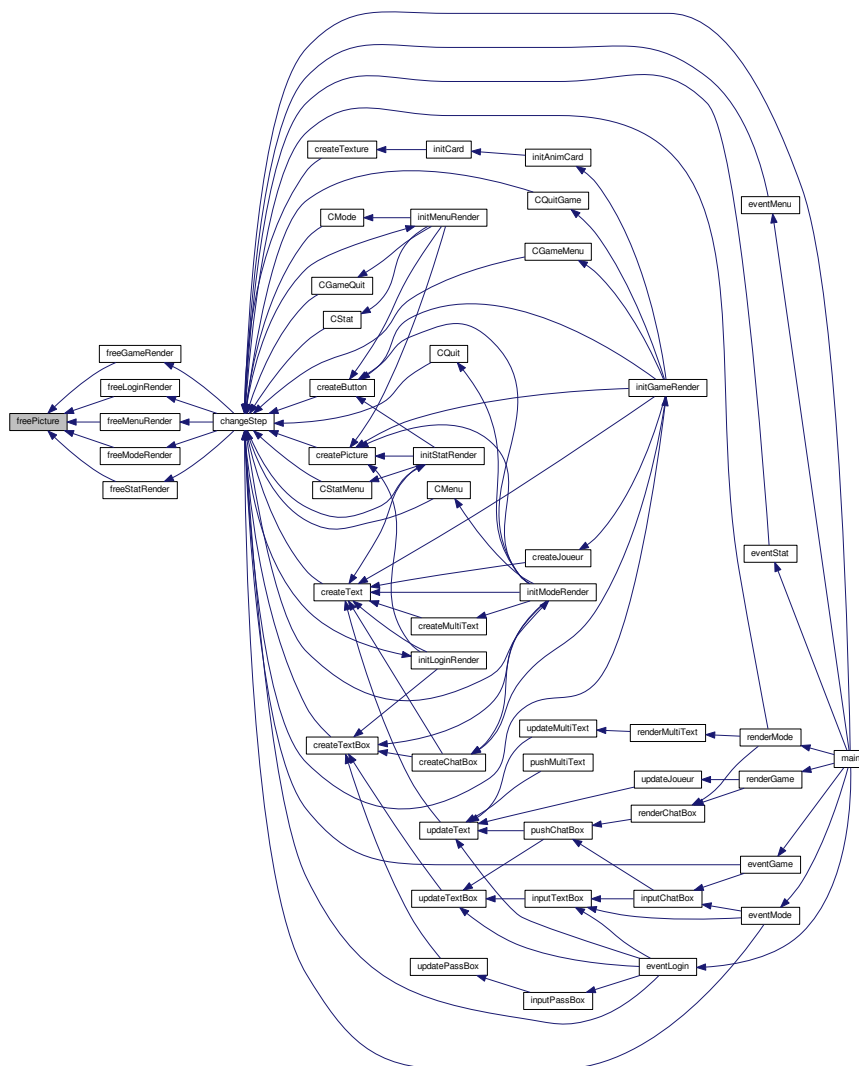 freePicture
freeGameRender
freeLoginRender
freeMenuRender
freeModeRender
freeStatRender
changeStep
createTexture
initCard
initAnimCard
CQuitGame
CMode
initMenuRender
CGameMenu
CGameQuit
CStat
CQuit
createButton
initGameRender
createPicture
initStatRender
CStatMenu
CMenu
createJoueur
createText
initModeRender
createMultiText
initLoginRender
createTextBox
createChatBox
updateMultiText
renderMultiText
renderMode
pushMultiText
updateJoueur
renderGame
main
updateText
pushChatBox
renderChatBox
eventMenu
eventStat
eventGame
updateTextBox
inputTextBox
inputChatBox
eventMode
updatePassBox
inputPassBox
eventLogin